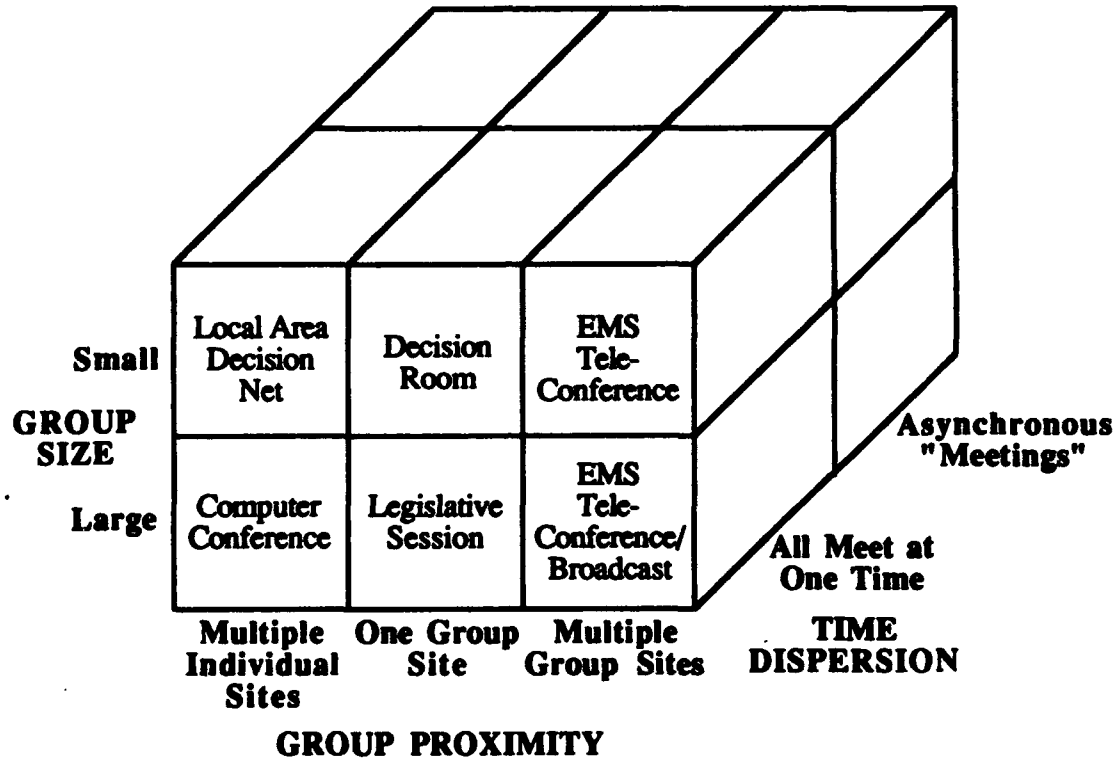 Small
GROUP
SIZE
Large
Local Area
Decision
Net
Decision
Room
EMS
Tele-
Conference
Computer
Conference
Legislative
Session
EMS
Tele-
Conference/
Broadcast
Asynchronous
"Meetings"
All Meet at
One Time
TIME
DISPERSION
Multiple
Individual
Sites
One Group
Site
Multiple
Group Sites
GROUP PROXIMITY